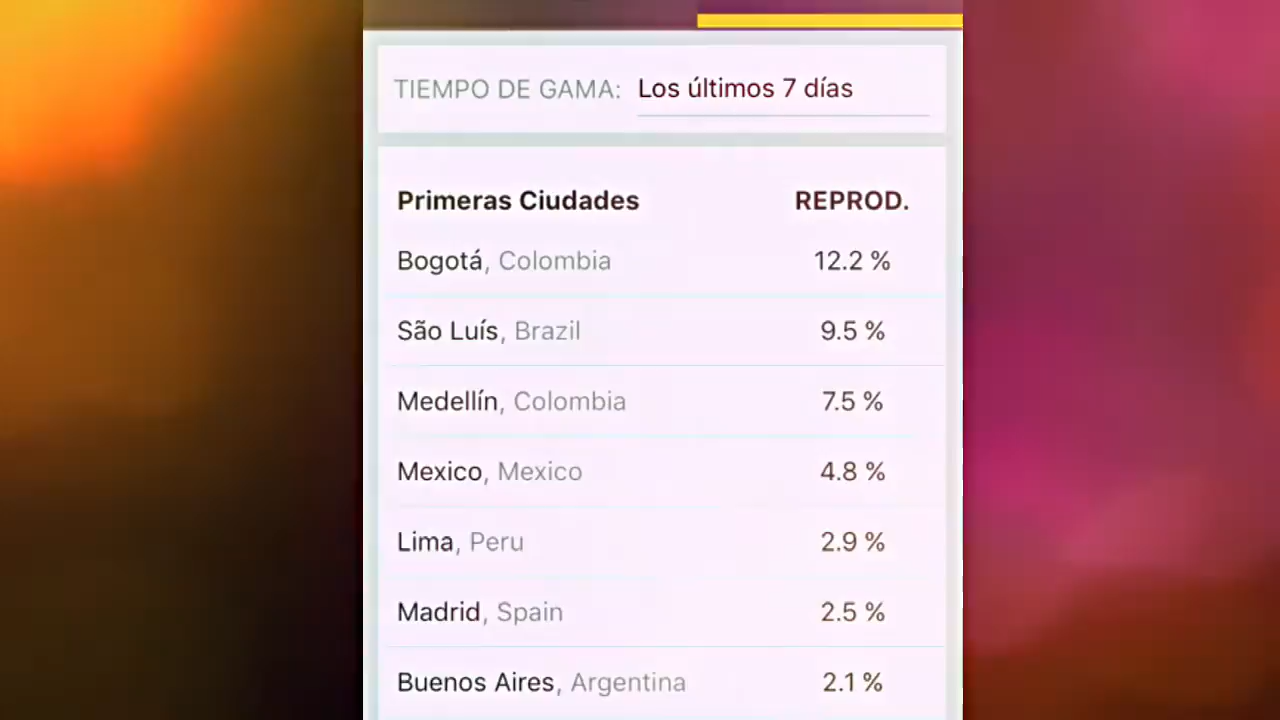 TIEMPO DE GAMA: Los últimos 7 días
Primeras Ciudades REPROD.
Bogotá, Colombia 12.2 %
São Luís, Brazil 9.5 %
Medellín, Colombia 7.5 %
Mexico, Mexico 4.8 %
Lima, Peru 2.9 %
Madrid, Spain 2.5 %
Buenos Aires, Argentina 2.1 %